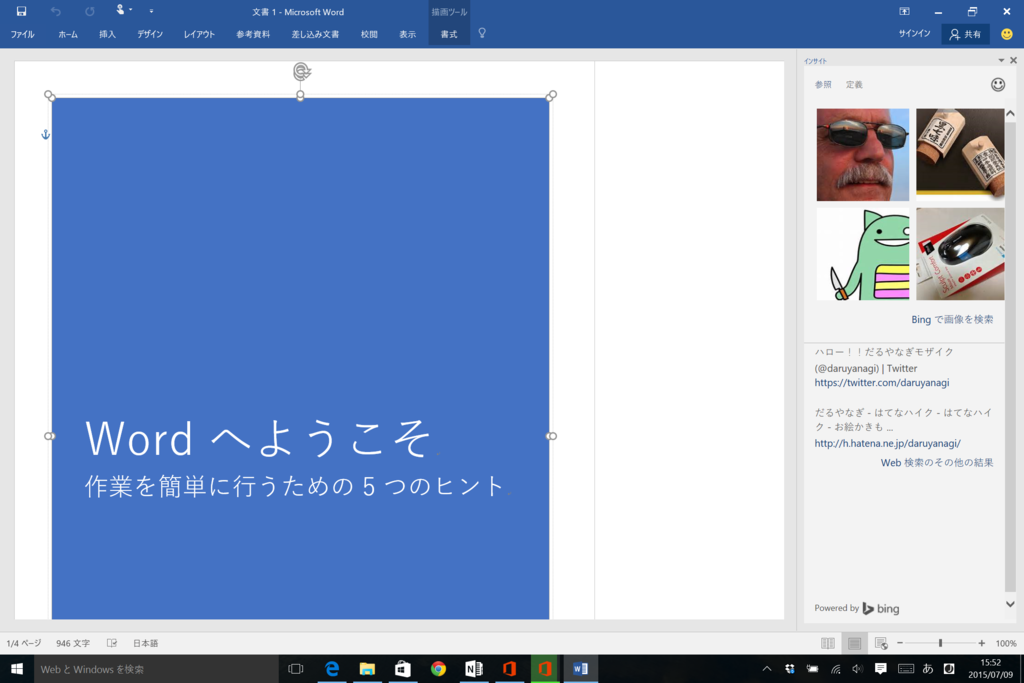 文書 1 - Microsoft Word
描画ツール
ファイル ホーム 挿入 デザイン レイアウト 参考資料 差し込み文書 校閲 表示 書式 サインイン 共有
インサイト
参照 定義
Bing で画像を検索
ハロー！！だるやなぎモザイク
(@daruyanagi) | Twitter
https://twitter.com/daruyanagi
だるやなぎ - はてなハイク - はてなハイ
ク - お絵かきも ...
http://h.hatena.ne.jp/daruyanagi/
Web 検索のその他の結果
Powered by bing
Word へようこそ
作業を簡単に行うための 5 つのヒント
1/4 ページ 946 文字 日本語 100%
Web と Windows を検索
あ
15:52
2015/07/09